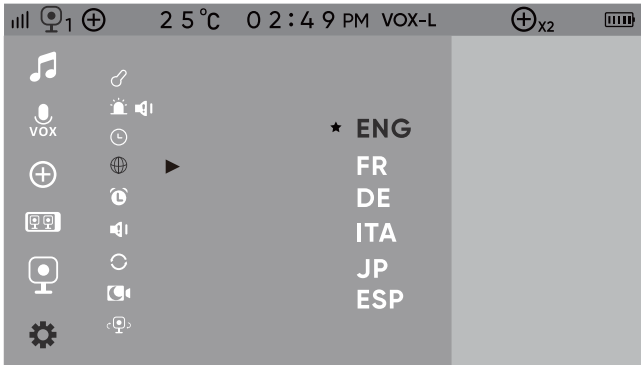 1 25°C 02:49 PM VOX-L X2
VOX
★ ENG
FR
DE
ITA
JP
ESP